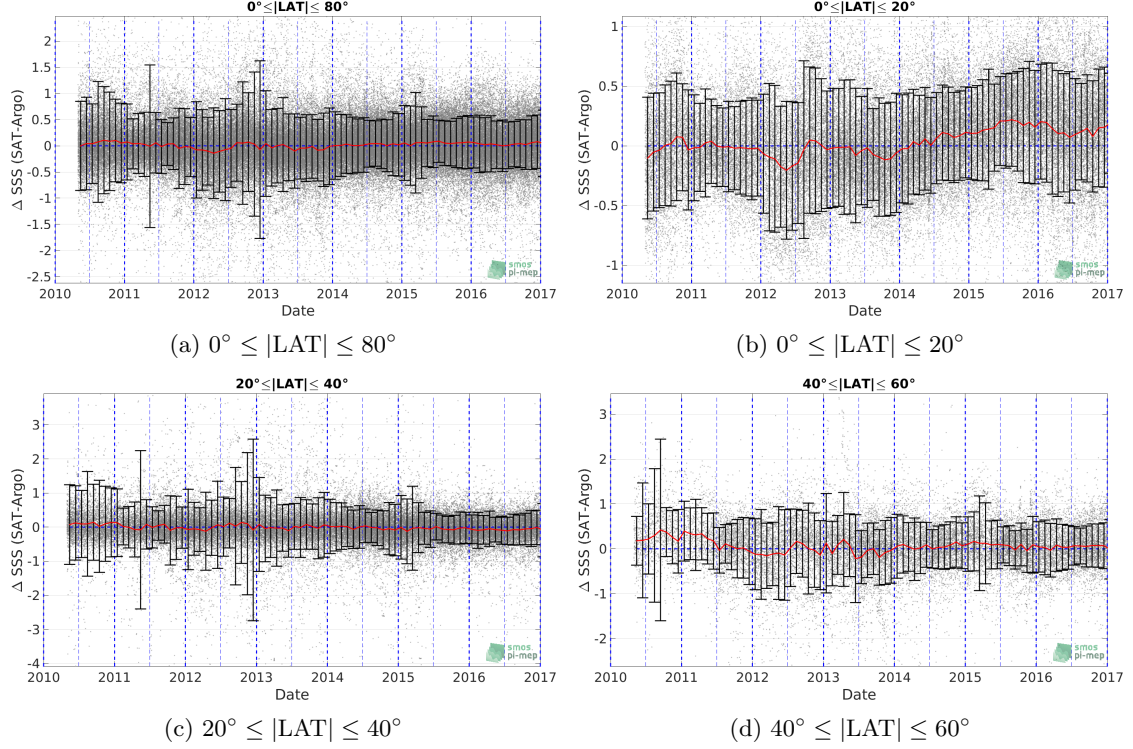 0°≤|LAT|≤ 80°
Δ SSS (SAT-Argo)
2
1.5
1
0.5
0
-0.5
-1
-1.5
-2
-2.5
2010 2011 2012 2013 2014 2015 2016 2017
Date
smos
pi-mep
(a) 0° ≤ |LAT| ≤ 80°
0°≤|LAT|≤ 20°
Δ SSS (SAT-Argo)
1
0.5
0
-0.5
-1
2010 2011 2012 2013 2014 2015 2016 2017
Date
smos
pi-mep
(b) 0° ≤ |LAT| ≤ 20°
20°≤|LAT|≤ 40°
Δ SSS (SAT-Argo)
3
2
1
0
-1
-2
-3
-4
2010 2011 2012 2013 2014 2015 2016 2017
Date
smos
pi-mep
(c) 20° ≤ |LAT| ≤ 40°
40°≤|LAT|≤ 60°
Δ SSS (SAT-Argo)
3
2
1
0
-1
-2
2010 2011 2012 2013 2014 2015 2016 2017
Date
smos
pi-mep
(d) 40° ≤ |LAT| ≤ 60°